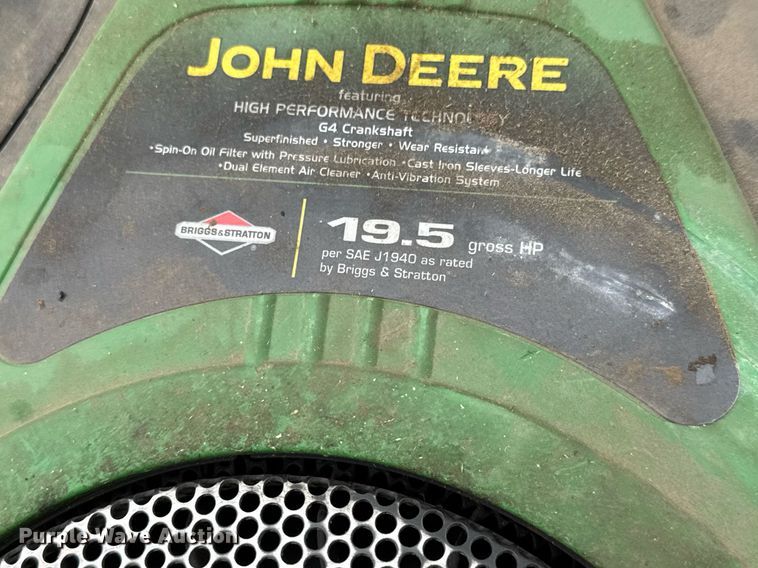 JOHN DEERE
featuring
HIGH PERFORMANCE TECHNOLOGY
G4 Crankshaft
Superfinished • Stronger • Wear Resistant
•Spin-On Oil Filter with Pressure Lubrication •Cast Iron Sleeves-Longer Life
•Dual Element Air Cleaner •Anti-Vibration System
BRIGGS&STRATTON
19.5 gross HP
per SAE J1940 as rated
by Briggs & Stratton
Purple Wave Auction